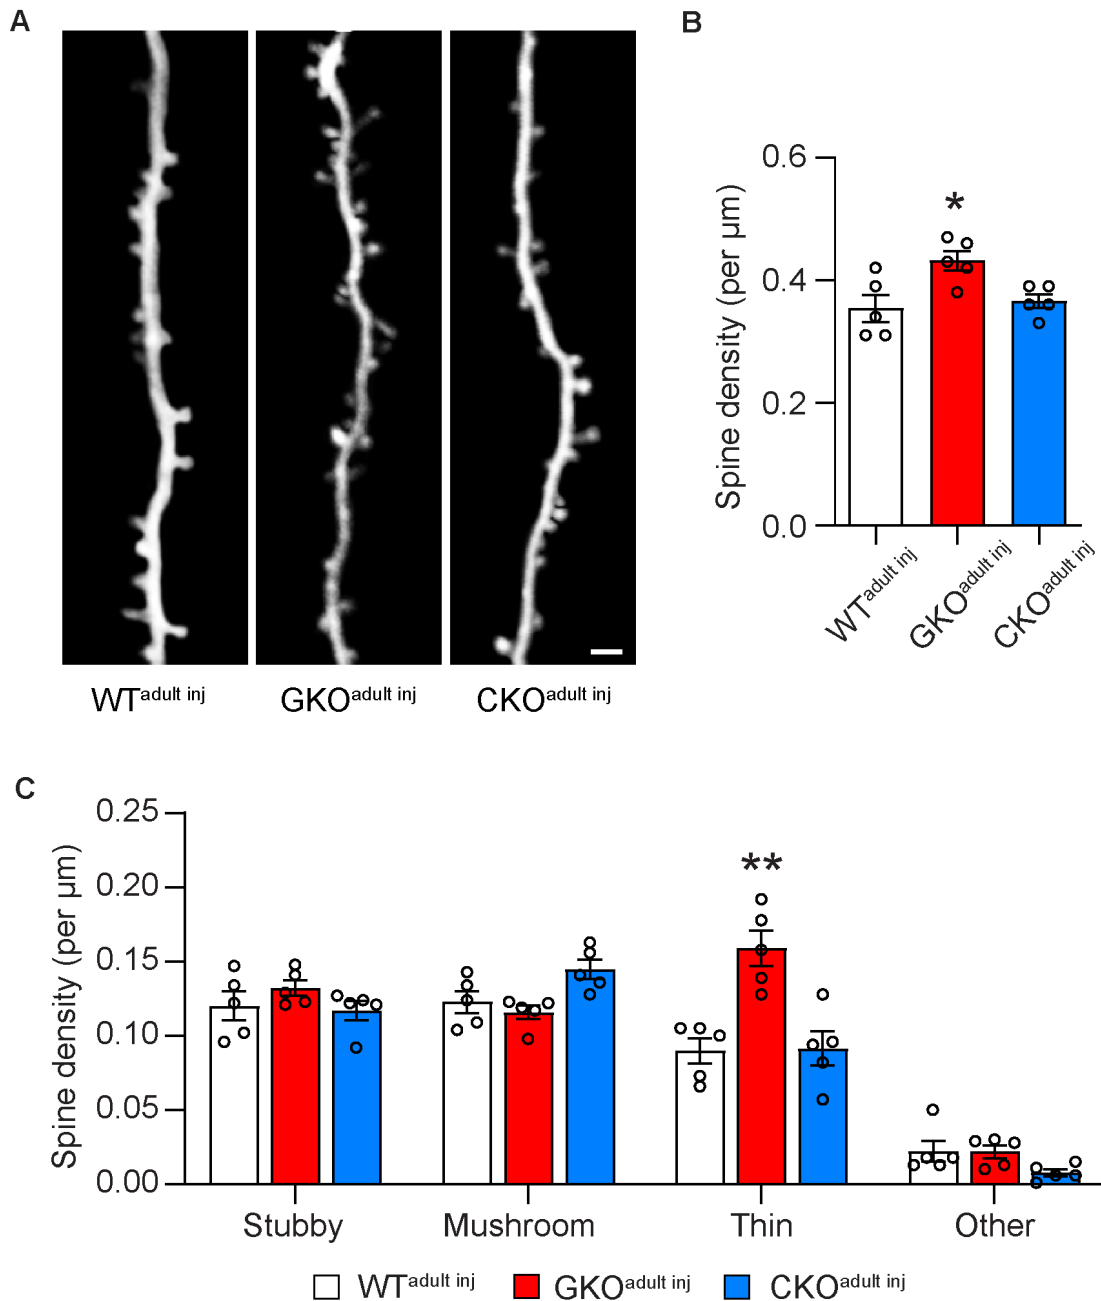 A
WTadult inj
GKOadult inj
CKOadult inj
B
Spine density (per µm)
0.6
0.4
0.2
0.0
*
WTadult inj
GKOadult inj
CKOadult inj
C
Spine density (per µm)
0.25
0.20
0.15
0.10
0.05
0.00
**
Stubby
Mushroom
Thin
Other
WTadult inj
GKOadult inj
CKOadult inj